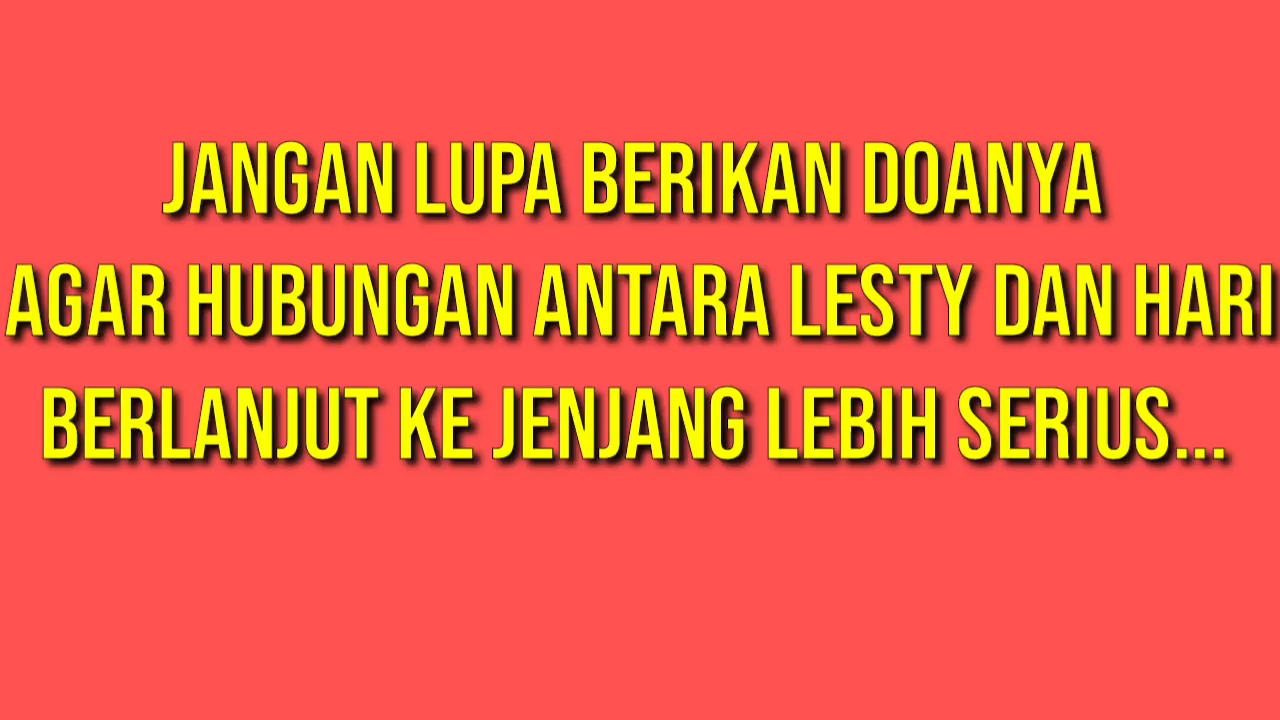 JANGAN LUPA BERIKAN DOANYA
AGAR HUBUNGAN ANTARA LESTY DAN HARI
BERLANJUT KE JENJANG LEBIH SERIUS...